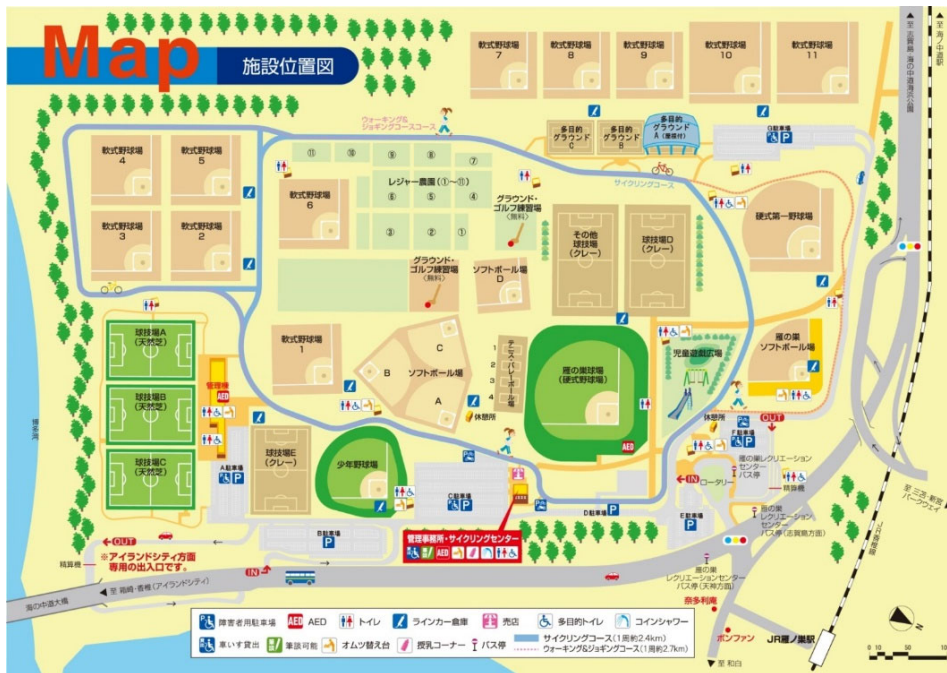 Map
施設位置図
軟式野球場
7
軟式野球場
8
軟式野球場
9
軟式野球場
10
軟式野球場
11
至 志賀島 海の中道海浜公園
至 海ノ中道駅
ウォーキング&
ジョギングコースコース
多目的
グラウンド
C
多目的
グラウンド
B
多目的
グラウンド
A
G駐車場
サイクリングコース
軟式野球場
4
軟式野球場
5
軟式野球場
3
軟式野球場
2
軟式野球場
6
⑪
⑩
⑨
⑧
⑦
レジャー農園(①〜⑪)
⑥
⑤
④
③
②
①
グラウンド・
ゴルフ練習場
〈無料〉
グラウンド・
ゴルフ練習場
〈無料〉
ソフトボール場
D
その他
球技場
(クレー)
球技場D
(クレー)
硬式第一野球場
球技場A
(天然芝)
球技場B
(天然芝)
球技場C
(天然芝)
管理棟
AED
軟式野球場
1
ソフトボール場
A
B
C
テニス・バレーボール場
1
2
3
4
雁の巣球場
(硬式野球場)
AED
児童遊戯広場
雁の巣
ソフトボール場
休憩所
休憩所
博多湾
A駐車場
球技場E
(クレー)
少年野球場
C駐車場
売店
D駐車場
E駐車場
F駐車場
OUT
IN
ロータリー
雁の巣レクリエーション
センター
バス停
精算機
雁の巣
レクリエーション
センター
バス停(志賀島方面)
雁の巣
レクリエーションセンター
バス停(天神方面)
至 三苫・新宮
パークウェイ
JR香椎線
B駐車場
管理事務所・サイクリングセンター
AED
OUT
※アイランドシティ方面
専用の出入口です。
精算機
IN
至 箱崎・香椎(アイランドシティ)
海の中道大橋
奈多利庵
ボンファン
JR雁ノ巣駅
至 和白
障害者用駐車場
AED
トイレ
ラインカー倉庫
売店
多目的トイレ
コインシャワー
車いす貸出
筆談可能
オムツ替え台
授乳コーナー
バス停
サイクリングコース(1周約2.4km)
ウォーキング&ジョギングコース(1周約2.7km)
N
0 10 50